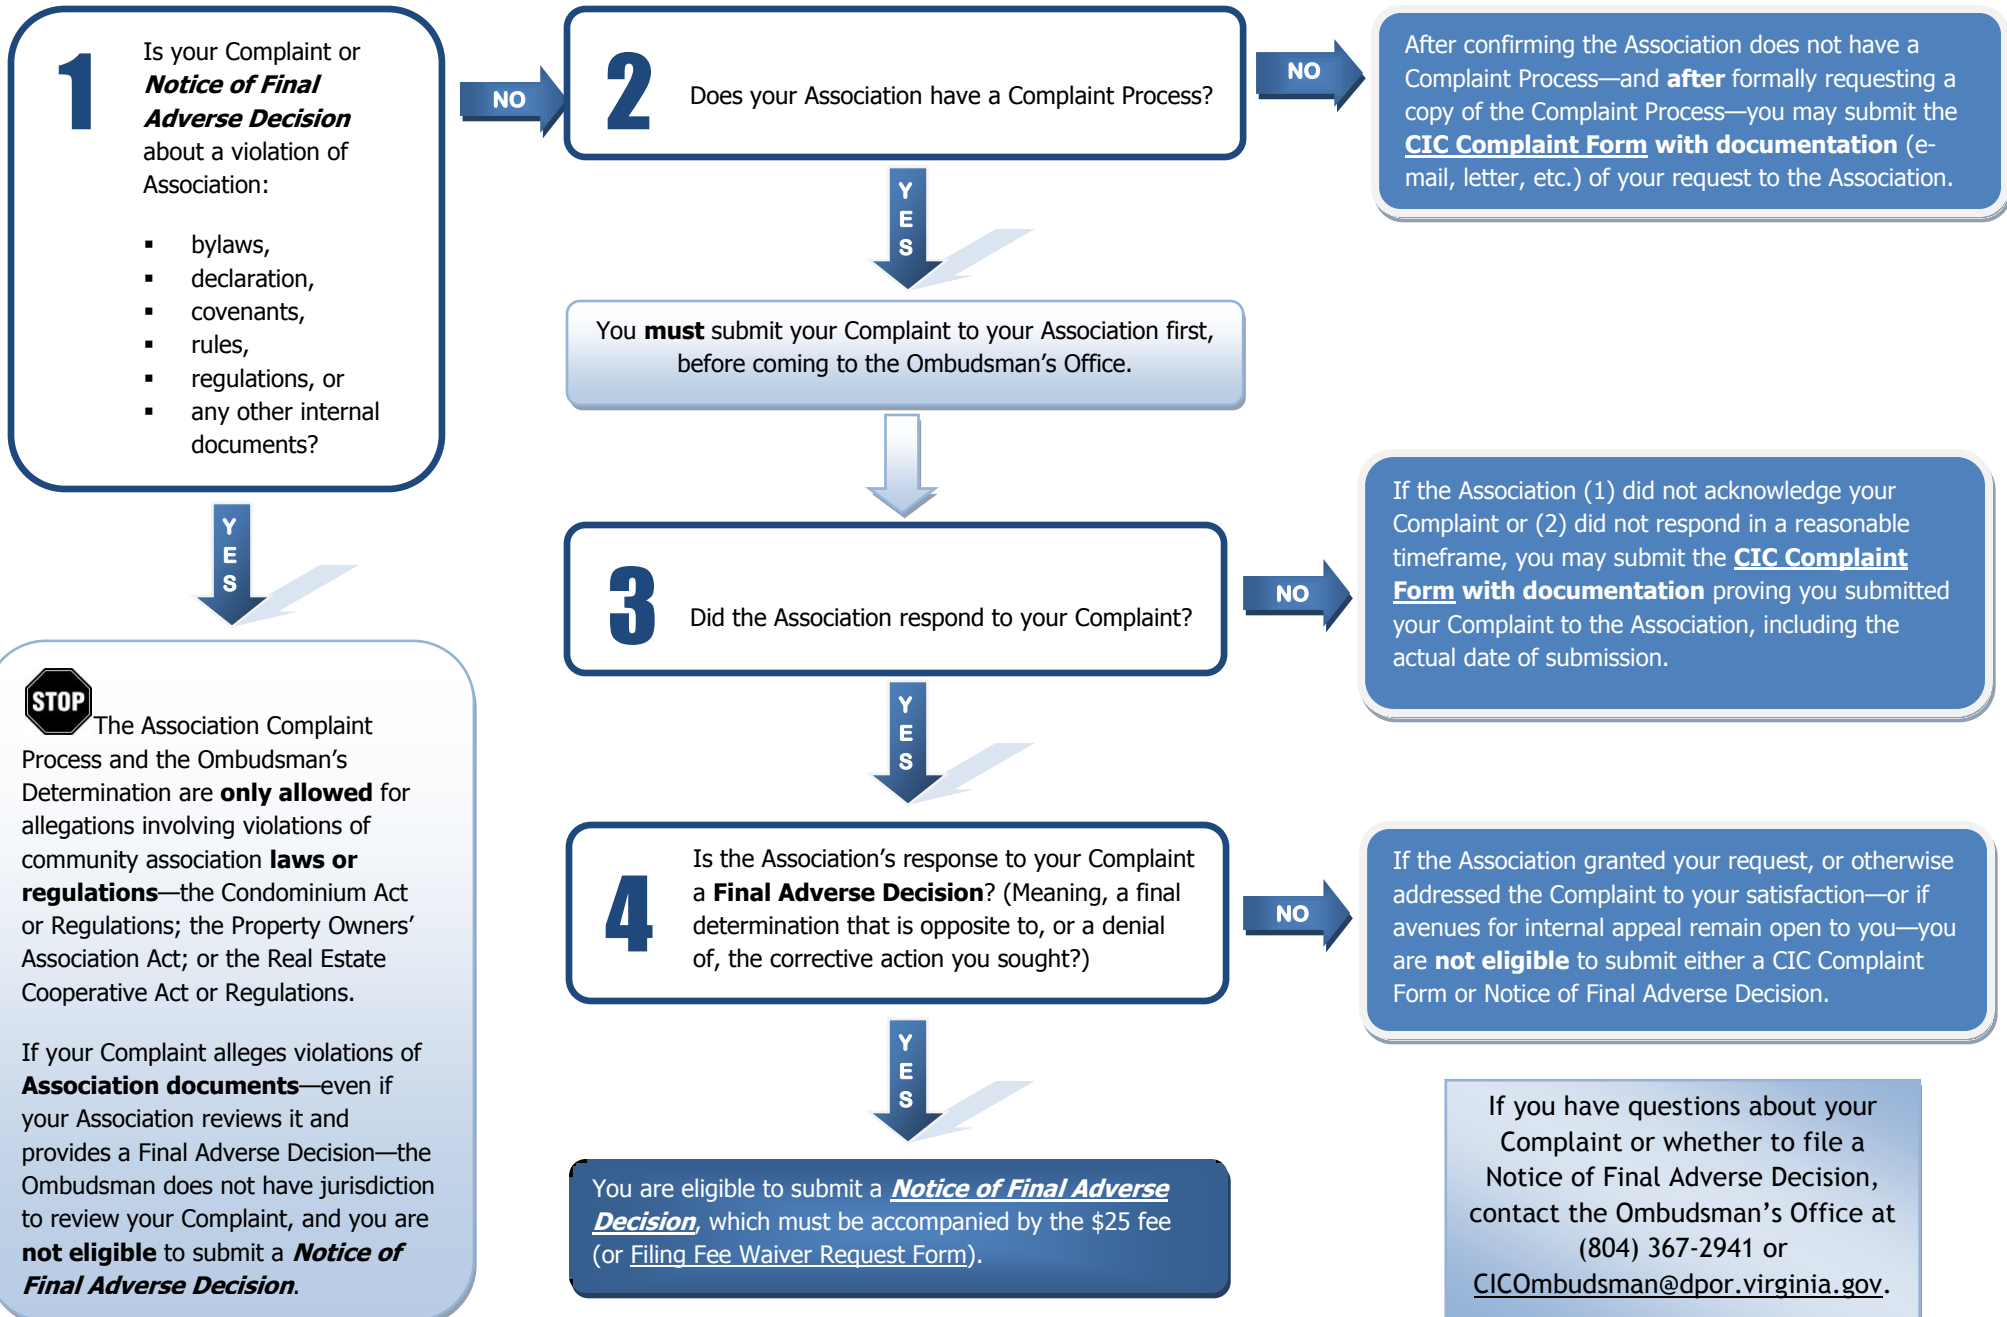 1
Is your Complaint or
Notice of Final
Adverse Decision
about a violation of
Association:
▪ bylaws,
▪ declaration,
▪ covenants,
▪ rules,
▪ regulations, or
▪ any other internal
documents?
NO
YES
STOP
The Association Complaint
Process and the Ombudsman’s
Determination are only allowed for
allegations involving violations of
community association laws or
regulations—the Condominium Act
or Regulations; the Property Owners’
Association Act; or the Real Estate
Cooperative Act or Regulations.
If your Complaint alleges violations of
Association documents—even if
your Association reviews it and
provides a Final Adverse Decision—the
Ombudsman does not have jurisdiction
to review your Complaint, and you are
not eligible to submit a Notice of
Final Adverse Decision.
2
Does your Association have a Complaint Process?
NO
After confirming the Association does not have a
Complaint Process—and after formally requesting a
copy of the Complaint Process—you may submit the
CIC Complaint Form with documentation (e-
mail, letter, etc.) of your request to the Association.
YES
You must submit your Complaint to your Association first,
before coming to the Ombudsman’s Office.
3
Did the Association respond to your Complaint?
NO
If the Association (1) did not acknowledge your
Complaint or (2) did not respond in a reasonable
timeframe, you may submit the CIC Complaint
Form with documentation proving you submitted
your Complaint to the Association, including the
actual date of submission.
YES
4
Is the Association’s response to your Complaint
a Final Adverse Decision? (Meaning, a final
determination that is opposite to, or a denial
of, the corrective action you sought?)
NO
If the Association granted your request, or otherwise
addressed the Complaint to your satisfaction—or if
avenues for internal appeal remain open to you—you
are not eligible to submit either a CIC Complaint
Form or Notice of Final Adverse Decision.
YES
You are eligible to submit a Notice of Final Adverse
Decision, which must be accompanied by the $25 fee
(or Filing Fee Waiver Request Form).
If you have questions about your
Complaint or whether to file a
Notice of Final Adverse Decision,
contact the Ombudsman’s Office at
(804) 367-2941 or
CICOmbudsman@dpor.virginia.gov.